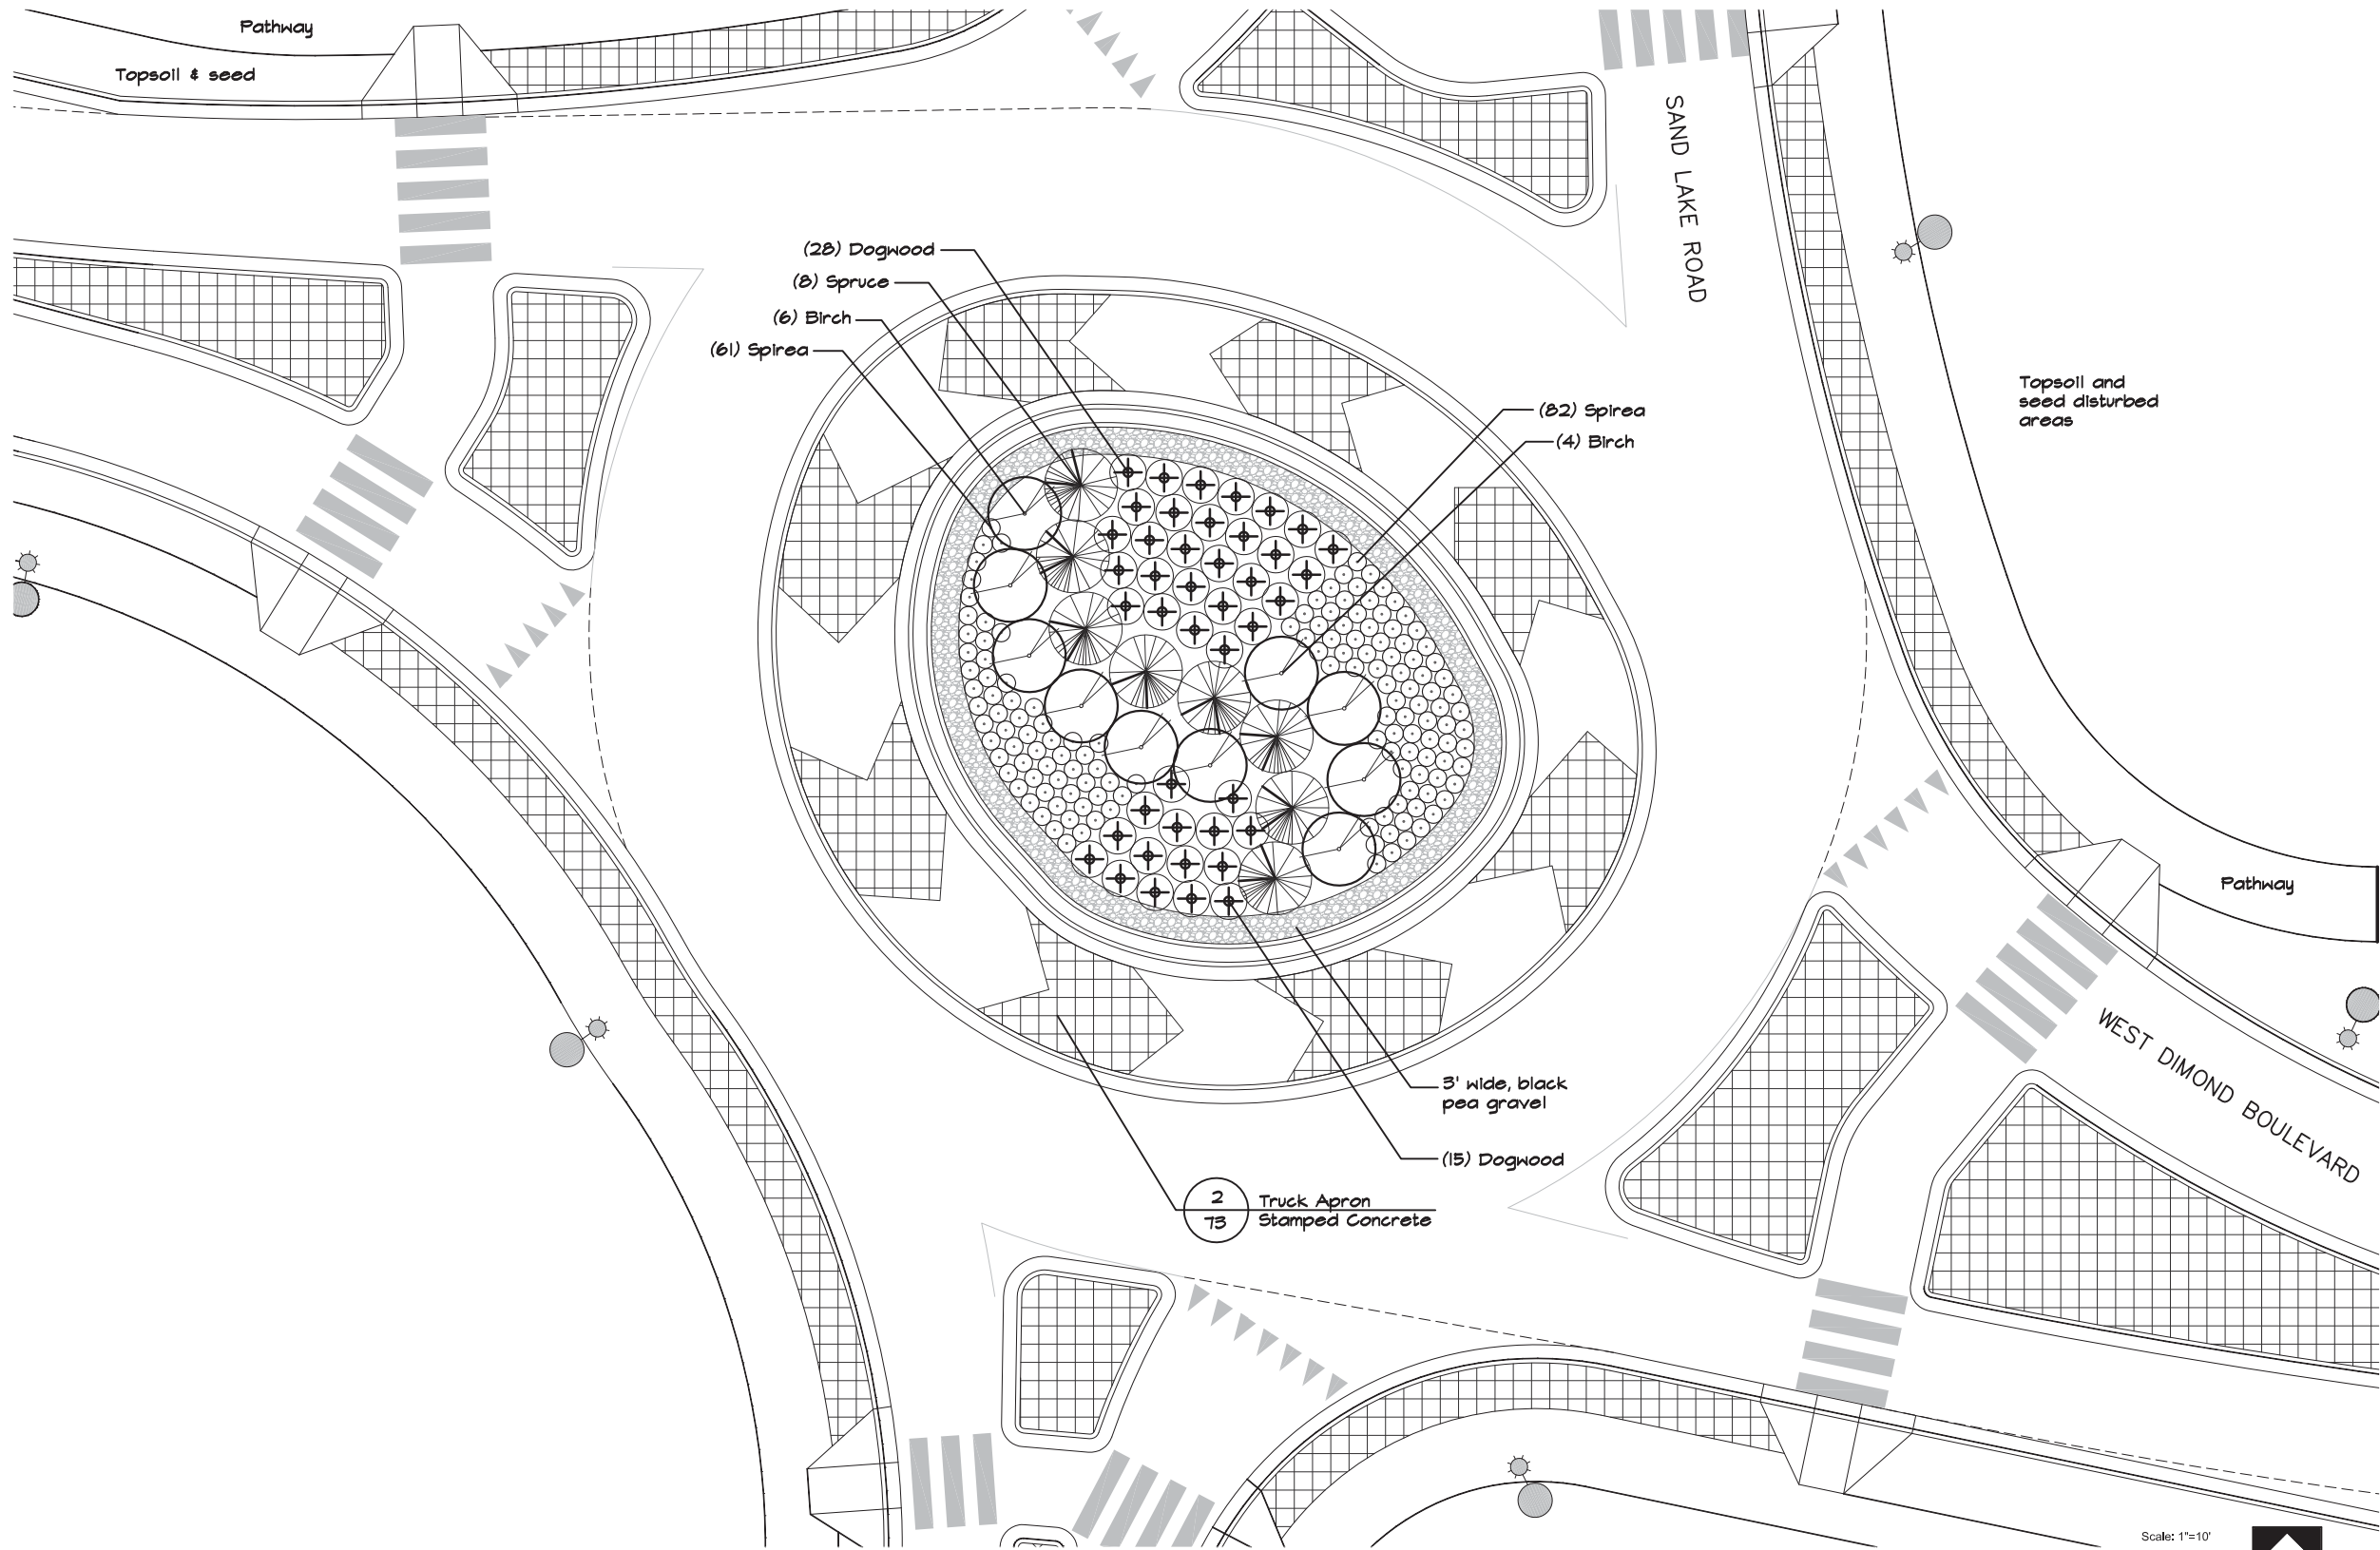 Pathway
Topsoil & seed
SAND LAKE ROAD
(28) Dogwood
(8) Spruce
(6) Birch
(61) Spirea
(82) Spirea
(4) Birch
Topsoil and
seed disturbed
areas
Pathway
WEST DIMOND BOULEVARD
3' wide, black
pea gravel
(15) Dogwood
2
73
Truck Apron
Stamped Concrete
Scale: 1"=10'